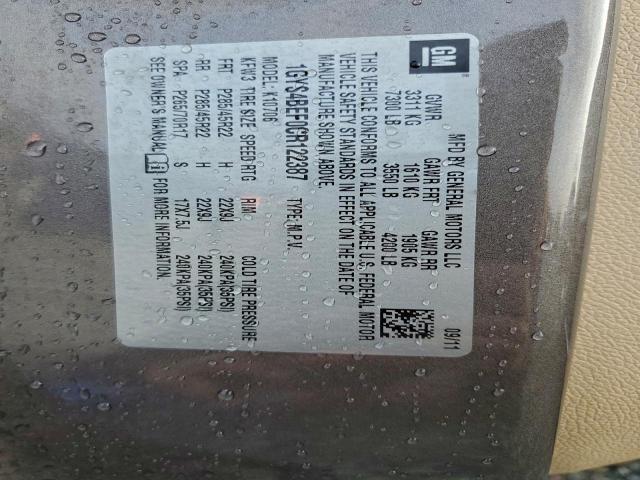 GM
MFD BY GENERAL MOTORS LLC
09/11
GVWR GAWR FRT GAWR RR
3311 KG 1610 KG 1905 KG
7300 LB 3550 LB 4200 LB
THIS VEHICLE CONFORMS TO ALL APPLICABLE U.S. FEDERAL MOTOR
VEHICLE SAFETY STANDARDS IN EFFECT ON THE DATE OF
MANUFACTURE SHOWN ABOVE.
1GYS4BEF0CR122387 TYPE: M.P.V.
MODEL: K10706
KFW3 TIRE SIZE SPEED RTG RIM COLD TIRE PRESSURE
FRT P285/45R22 H 22X9J 240KPA(35PSI)
RR P285/45R22 H 22X9J 240KPA(35PSI)
SPA P265/70R17 S 17X7.5J 240KPA(35PSI)
SEE OWNER'S MANUAL FOR MORE INFORMATION.